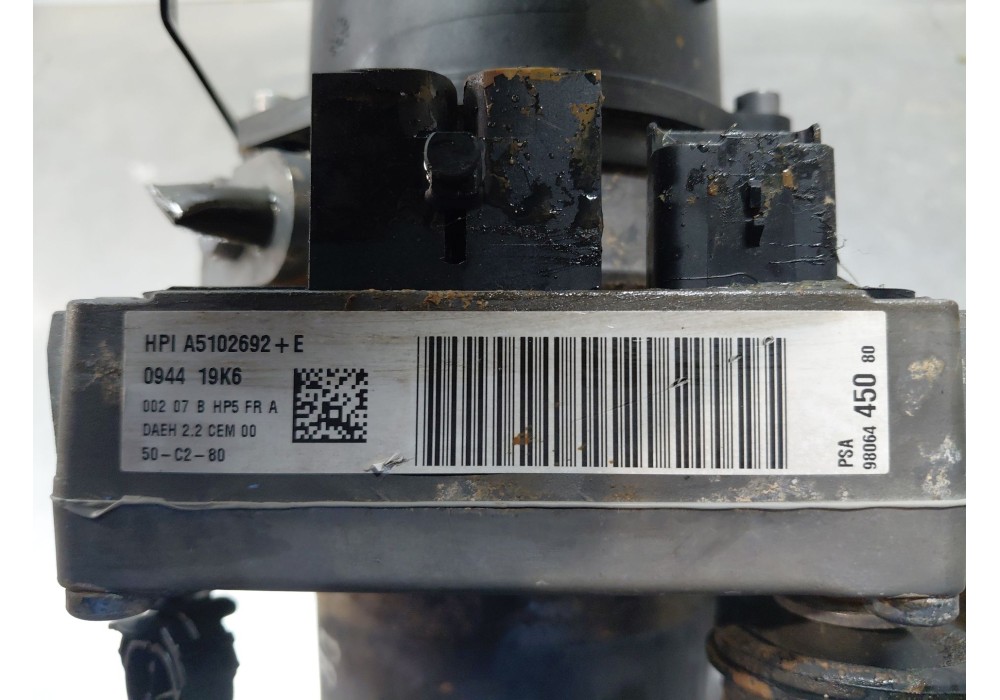 HPI A5102692+E
0944 19K6
002 07 B HP5 FR A
DAEH 2.2 CEM 00
50-C2-80
PSA
98064 450 80